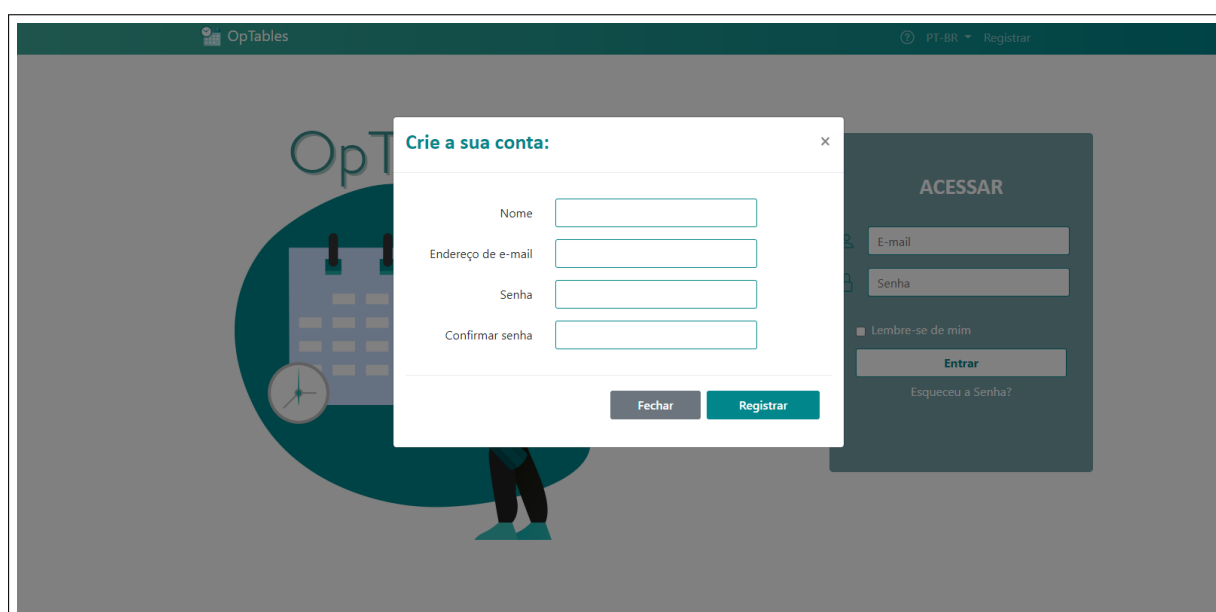 OpTables
PT-BR Registrar
OpT
Crie a sua conta:
×
Nome
Endereço de e-mail
Senha
Confirmar senha
Fechar Registrar
ACESSAR
E-mail
Senha
Lembre-se de mim
Entrar
Esqueceu a Senha?